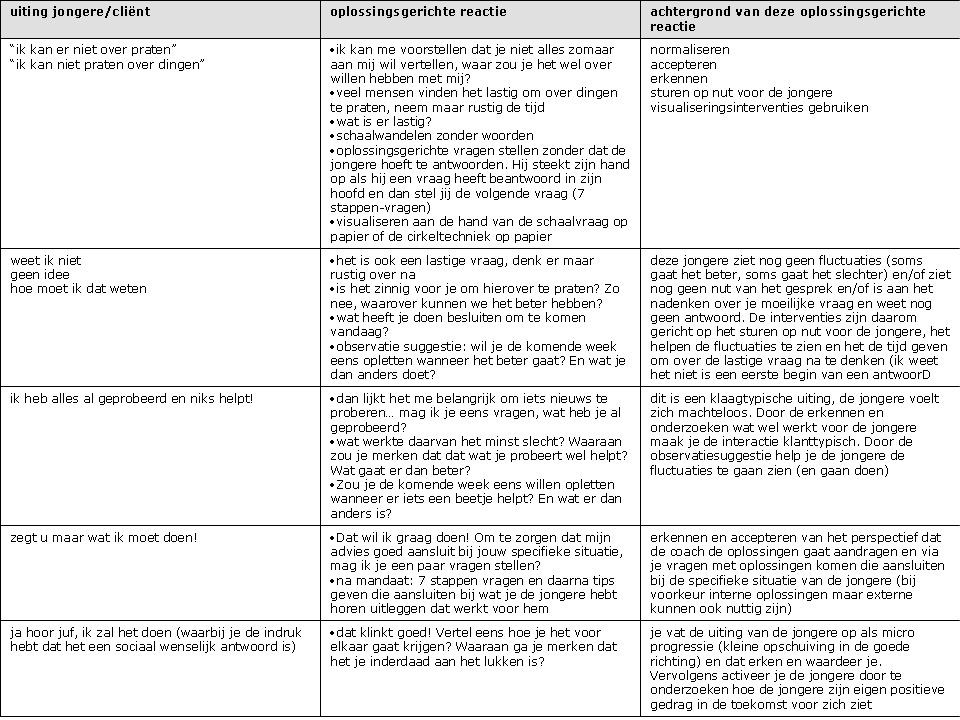 uiting jongere/cliënt
oplossingsgerichte reactie
achtergrond van deze oplossingsgerichte
reactie
“ik kan er niet over praten”
“ik kan niet praten over dingen”
•ik kan me voorstellen dat je niet alles zomaar
aan mij wil vertellen, waar zou je het wel over
willen hebben met mij?
•veel mensen vinden het lastig om over dingen
te praten, neem maar rustig de tijd
•wat is er lastig?
•schaalwandelen zonder woorden
•oplossingsgerichte vragen stellen zonder dat de
jongere hoeft te antwoorden. Hij steekt zijn hand
op als hij een vraag heeft beantwoord in zijn
hoofd en dan stel jij de volgende vraag (7
stappen-vragen)
•visualiseren aan de hand van de schaalvraag op
papier of de cirkeltechniek op papier
normaliseren
accepteren
erkennen
sturen op nut voor de jongere
visualiseringsinterventies gebruiken
weet ik niet
geen idee
hoe moet ik dat weten
•het is ook een lastige vraag, denk er maar
rustig over na
•is het zinnig voor je om hierover te praten? Zo
nee, waarover kunnen we het beter hebben?
•wat heeft je doen besluiten om te komen
vandaag?
•observatie suggestie: wil je de komende week
eens opletten wanneer het beter gaat? En wat je
dan anders doet?
deze jongere ziet nog geen fluctuaties (soms
gaat het beter, soms gaat het slechter) en/of ziet
nog geen nut van het gesprek en/of is aan het
nadenken over je moeilijke vraag en weet nog
geen antwoord. De interventies zijn daarom
gericht op het sturen op nut voor de jongere, het
helpen de fluctuaties te zien en het de tijd geven
om over de lastige vraag na te denken (ik weet
het niet is een eerste begin van een antwoorD
ik heb alles al geprobeerd en niks helpt!
•dan lijkt het me belangrijk om iets nieuws te
proberen… mag ik je eens vragen, wat heb je al
geprobeerd?
•wat werkte daarvan het minst slecht? Waaraan
zou je merken dat dat wat je probeert wel helpt?
Wat gaat er dan beter?
•Zou je de komende week eens willen opletten
wanneer er iets een beetje helpt? En wat er dan
anders is?
dit is een klaagtypische uiting, de jongere voelt
zich machteloos. Door de erkennen en
onderzoeken wat wel werkt voor de jongere
maak je de interactie klanttypisch. Door de
observatiesuggestie help je de jongere de
fluctuaties te gaan zien (en gaan doen)
zegt u maar wat ik moet doen!
•Dat wil ik graag doen! Om te zorgen dat mijn
advies goed aansluit bij jouw specifieke situatie,
mag ik je een paar vragen stellen?
•na mandaat: 7 stappen vragen en daarna tips
geven die aansluiten bij wat je de jongere hebt
horen uitleggen dat werkt voor hem
erkennen en accepteren van het perspectief dat
de coach de oplossingen gaat aandragen en via
je vragen met oplossingen komen die aansluiten
bij de specifieke situatie van de jongere (bij
voorkeur interne oplossingen maar externe
kunnen ook nuttig zijn)
ja hoor juf, ik zal het doen (waarbij je de indruk
hebt dat het een sociaal wenselijk antwoord is)
•dat klinkt goed! Vertel eens hoe je het voor
elkaar gaat krijgen? Waaraan ga je merken dat
het je inderdaad aan het lukken is?
je vat de uiting van de jongere op als micro
progressie (kleine opschuiving in de goede
richting) en dat erken en waardeer je.
Vervolgens activeer je de jongere door te
onderzoeken hoe de jongere zijn eigen positieve
gedrag in de toekomst voor zich ziet